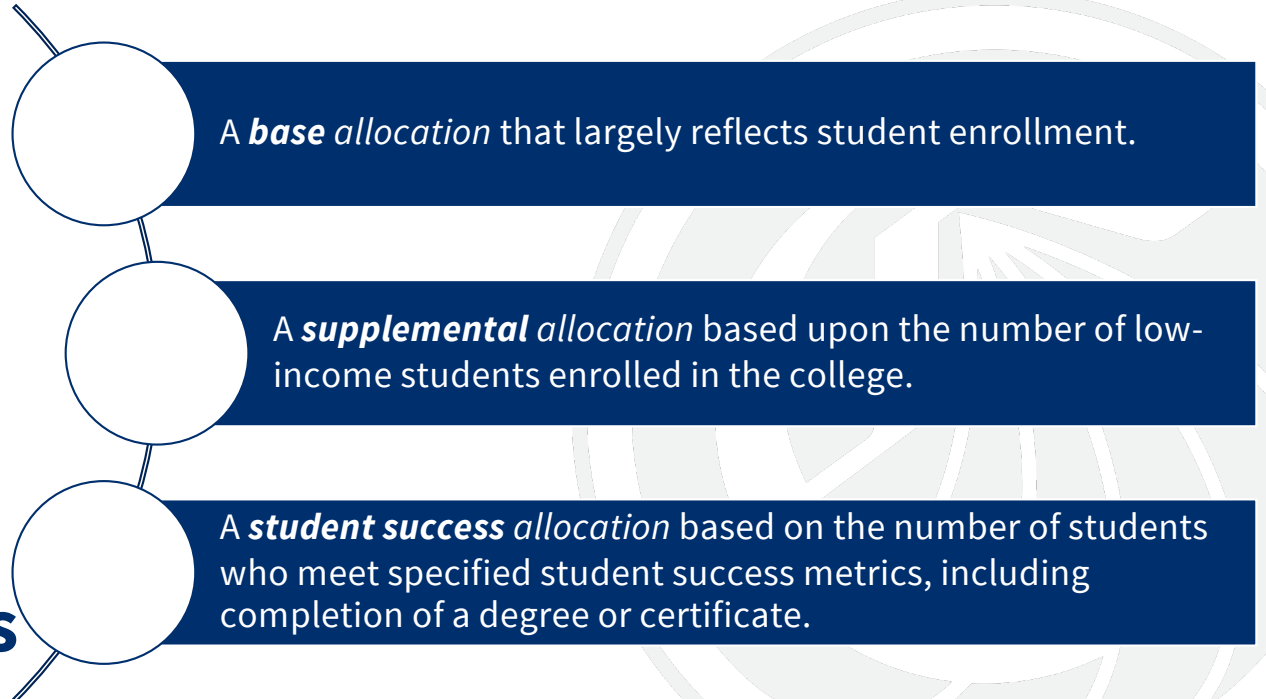 A base allocation that largely reflects student enrollment.
A supplemental allocation based upon the number of low-
income students enrolled in the college.
A student success allocation based on the number of students
who meet specified student success metrics, including
completion of a degree or certificate.
s